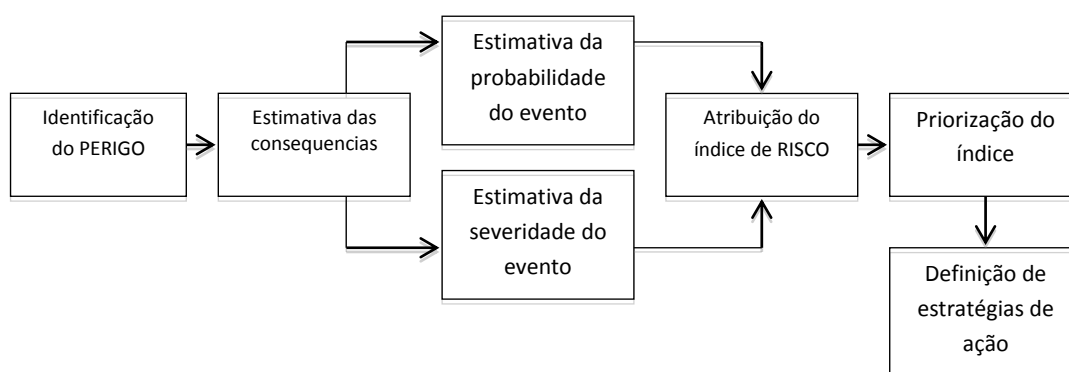 Identificação
do PERIGO
Estimativa das
consequencias
Estimativa da
probabilidade
do evento
Estimativa da
severidade do
evento
Atribuição do
índice de RISCO
Priorização do
índice
Definição de
estratégias de
ação